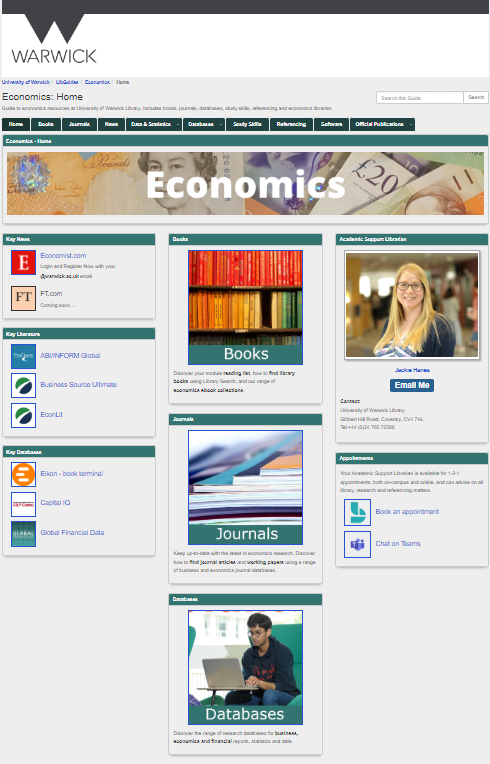 WARWICK
University of Warwick / LibGuides / Economics / Home
Economics: Home
Guide to economics resources at University of Warwick Library. Includes books, journals, databases, study skills, referencing and economics libraries.
Search this Guide
Search
Home
Books
Journals
News
Data & Statistics
Databases
Study Skills
Referencing
Software
Official Publications
Economics - Home
Pounds
£20
Economics
Key News
Economist.com
Login and Register Now with your
@warwick.ac.uk email
FT
FT.com
Coming soon ...
Key Literature
ProQuest
ABI/INFORM Global
Business Source Ultimate
EconLit
Key Databases
Eikon - book terminal
S&P Global
Capital IQ
GLOBAL
Global Financial Data
Books
Books
Discover your module reading list, how to find library
books using Library Search, and our range of
economics ebook collections.
Journals
Journals
Keep up-to-date with the latest in economics research. Discover
how to find journal articles and working papers using a range
of business and economics journal databases.
Databases
Databases
Discover the range of research databases for business,
economics and financial reports, statistics and data.
Academic Support Librarian
Jackie Hanes
Email Me
Contact:
University of Warwick Library
Gibbet Hill Road, Coventry, CV4 7AL
Tel:+44 (0)24 765 72588
Appointments
Your Academic Support Librarian is available for 1-2-1
appointments, both on-campus and online, and can advise on all
library, research and referencing matters.
Book an appointment
Chat on Teams